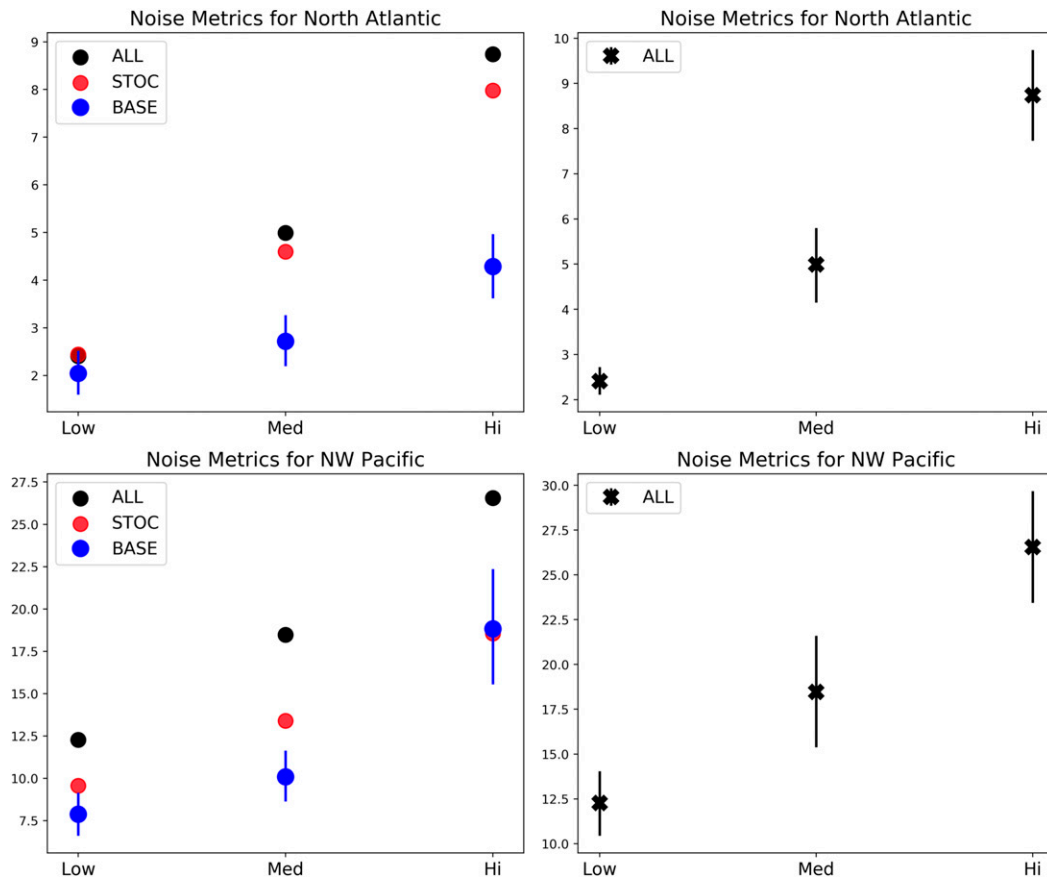 Noise Metrics for North Atlantic
9
8
7
6
5
4
3
2
ALL
STOC
BASE
Low Med Hi
Noise Metrics for North Atlantic
10
9
8
7
6
5
4
3
2
ALL
Low Med Hi
Noise Metrics for NW Pacific
27.5
25.0
22.5
20.0
17.5
15.0
12.5
10.0
7.5
ALL
STOC
BASE
Low Med Hi
Noise Metrics for NW Pacific
30.0
27.5
25.0
22.5
20.0
17.5
15.0
12.5
10.0
ALL
Low Med Hi